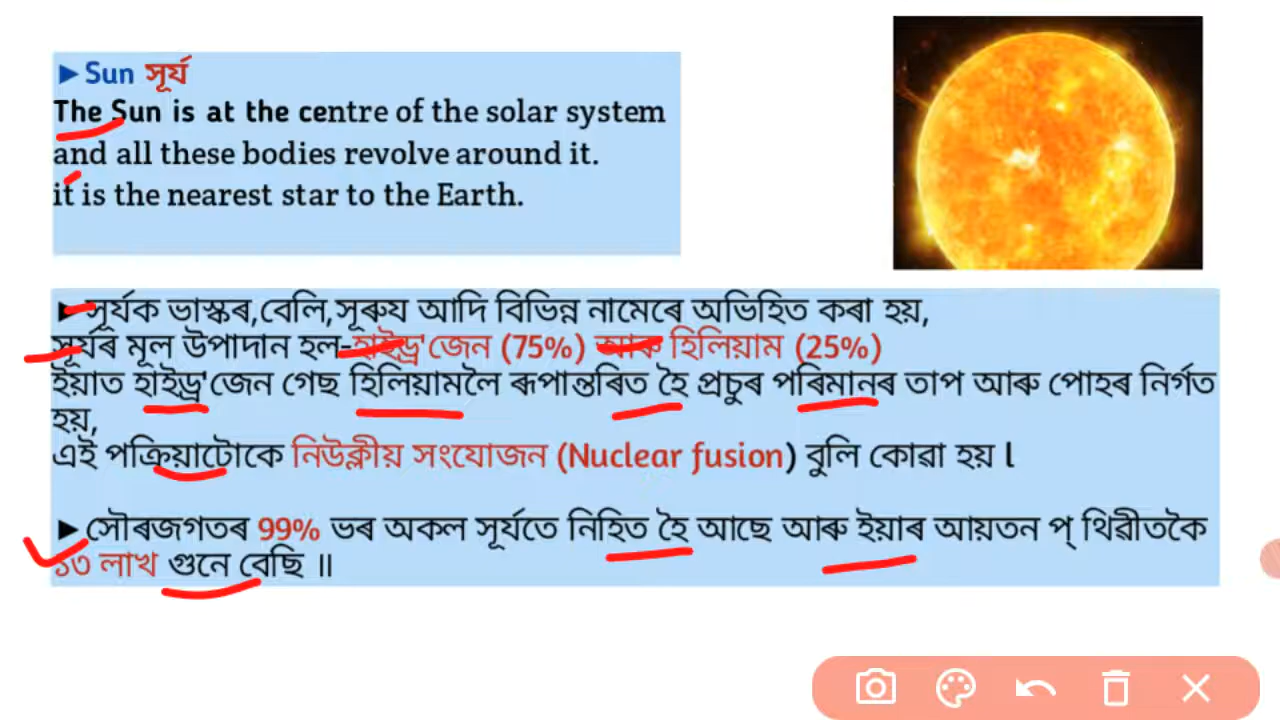 ►Sun সূৰ্য
The Sun is at the centre of the solar system
and all these bodies revolve around it.
it is the nearest star to the Earth.
►সূৰ্যক ভাস্কৰ,বেলি,সূৰুয আদি বিভিন্ন নামেৰে অভিহিত কৰা হয়,
সূৰ্যৰ মূল উপাদান হল-হাইড্ৰ'জেন (75%) আৰু হিলিয়াম (25%)
ইয়াত হাইড্ৰ'জেন গেছ হিলিয়ামলৈ ৰূপান্তৰিত হৈ প্ৰচুৰ পৰিমানৰ তাপ আৰু পোহৰ নিৰ্গত
হয়,
এই পক্ৰিয়াটোকে নিউক্লীয় সংযোজন (Nuclear fusion) বুলি কোৱা হয় l
►সৌৰজগতৰ 99% ভৰ অকল সূৰ্যতে নিহিত হৈ আছে আৰু ইয়াৰ আয়তন প্ থিৱীতকৈ
১৩ লাখ গুনে বেছি ॥